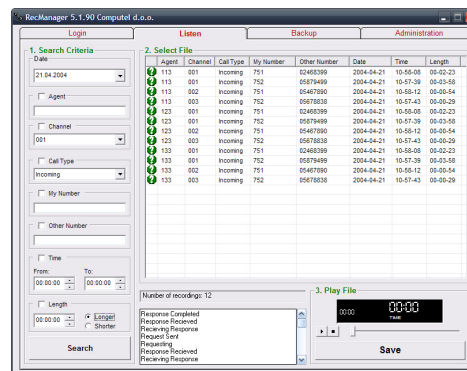 RecManager 5.1.90 Computel d.o.o.
Login Listen Backup Administration
1. Search Criteria
Date
21.04.2004
Agent
Channel
001
Call Type
Incoming
My Number
Other Number
Time
From: To:
00:00:00 00:00:00
Length
00:00:00 Longer
Shorter
Search
2. Select File
Agent Channel Call Type My Number Other Number Date Time Length
113 001 Incoming 751 02468399 2004-04-21 10-58-08 00-02-23
113 001 Incoming 752 05879499 2004-04-21 10-57-39 00-03-58
113 002 Incoming 751 05467890 2004-04-21 10-58-12 00-00-54
113 003 Incoming 752 05678838 2004-04-21 10-57-43 00-00-29
123 001 Incoming 751 02468399 2004-04-21 10-58-08 00-02-23
123 001 Incoming 752 05879499 2004-04-21 10-57-39 00-03-58
123 002 Incoming 751 05467890 2004-04-21 10-58-12 00-00-54
123 003 Incoming 752 05678838 2004-04-21 10-57-43 00-00-29
133 001 Incoming 751 02468399 2004-04-21 10-58-08 00-02-23
133 001 Incoming 752 05879499 2004-04-21 10-57-39 00-03-58
133 002 Incoming 751 05467890 2004-04-21 10-58-12 00-00-54
133 003 Incoming 752 05678838 2004-04-21 10-57-43 00-00-29
Number of recordings: 12
Response Completed
Response Recieved
Recieving Response
Request Sent
Requesting
Response Recieved
Recieving Response
3. Play File
00:00 00:00
TIME
Save